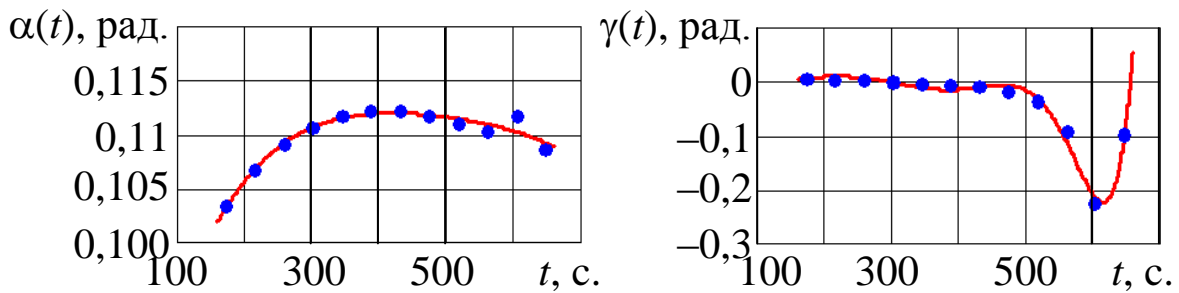 α(t), рад.
0,115
0,11
0,105
0,100
100 300 500 t, с.
γ(t), рад.
0
–0,1
–0,2
–0,3
100 300 500 t, с.